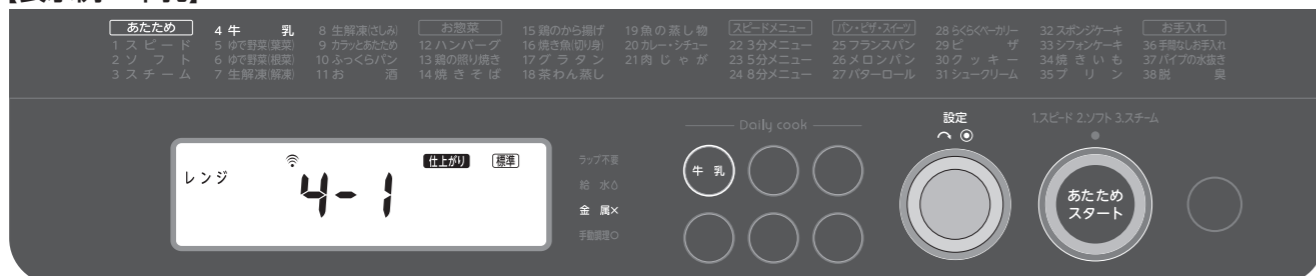 あたため 4 牛 乳 8 生解凍(さしみ) お惣菜 15 鶏のから揚げ 19 魚の蒸し物 スピードメニュー パン・ピザ・スイーツ 28 らくらくベーカリー 32 スポンジケーキ お手入れ
1 スピード 5 ゆで野菜(葉菜) 9 カラッとあたため 12 ハンバーグ 16 焼き魚(切り身) 20 カレー・シチュー 22 3分メニュー 25 フランスパン 29 ピザ 33 シフォンケーキ 36 手間なしお手入れ
2 ソフト 6 ゆで野菜(根菜) 10 ふっくらパン 13 鶏の照り焼き 17 グラタン 21 肉じゃが 23 5分メニュー 26 メロンパン 30 クッキー 34 焼きいも 37 パイプの水抜き
3 スチーム 7 生解凍(解凍) 11 お酒 14 焼きそば 18 茶わん蒸し 24 8分メニュー 27 バターロール 31 シュークリーム 35 プリン 38 脱臭
レンジ
4-1
仕上がり 標準
ラップ不要
給 水
金 属×
手動調理○
Daily cook
牛 乳
設定
1.スピード 2.ソフト 3.スチーム
あたため
スタート